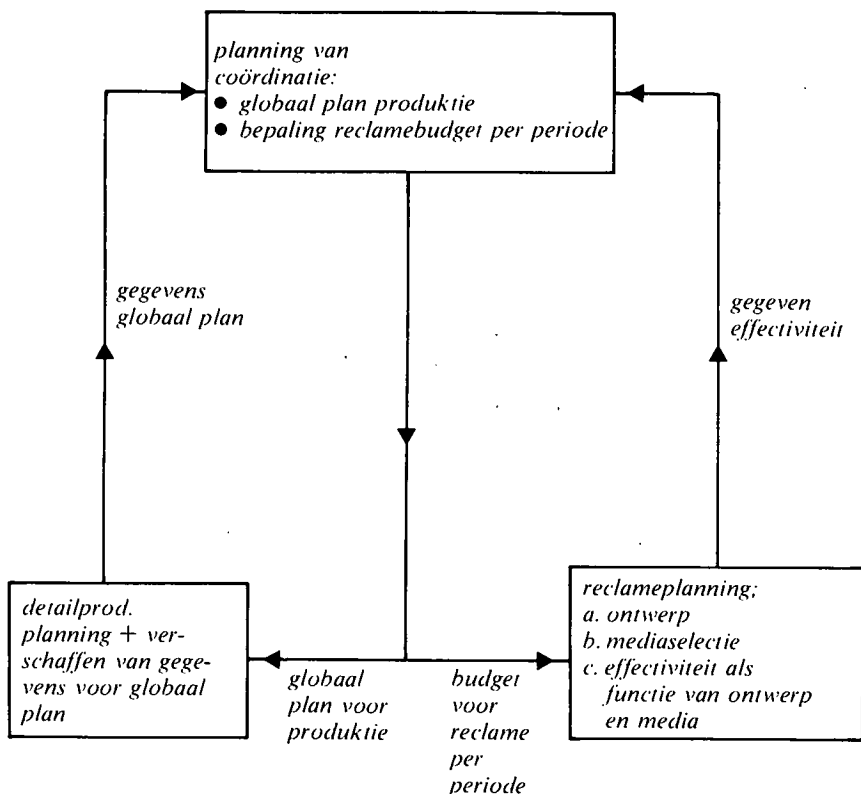 planning van
coördinatie:
● globaal plan produktie
● bepaling reclamebudget per periode
gegevens
globaal plan
gegeven
effectiviteit
detailprod.
planning + ver-
schaffen van gege-
vens voor globaal
plan
globaal
plan voor
produktie
budget
voor
reclame
per
periode
reclameplanning;
a. ontwerp
b. mediaselectie
c. effectiviteit als
functie van ontwerp
en media